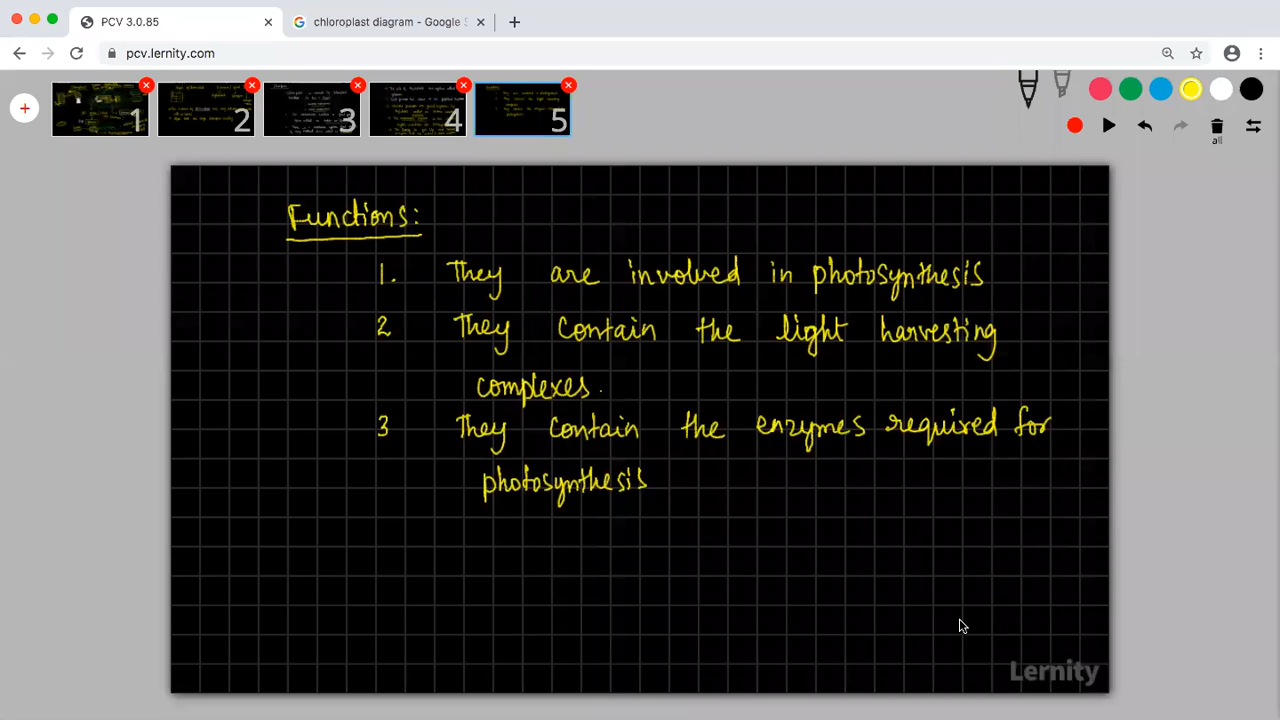 PCV 3.0.85
chloroplast diagram - Google S
pcv.lernity.com
1
2
3
4
5
all
Functions:
1. They are involved in photosynthesis
2 They contain the light harvesting
complexes.
3 They contain the enzymes required for
photosynthesis
Lernity